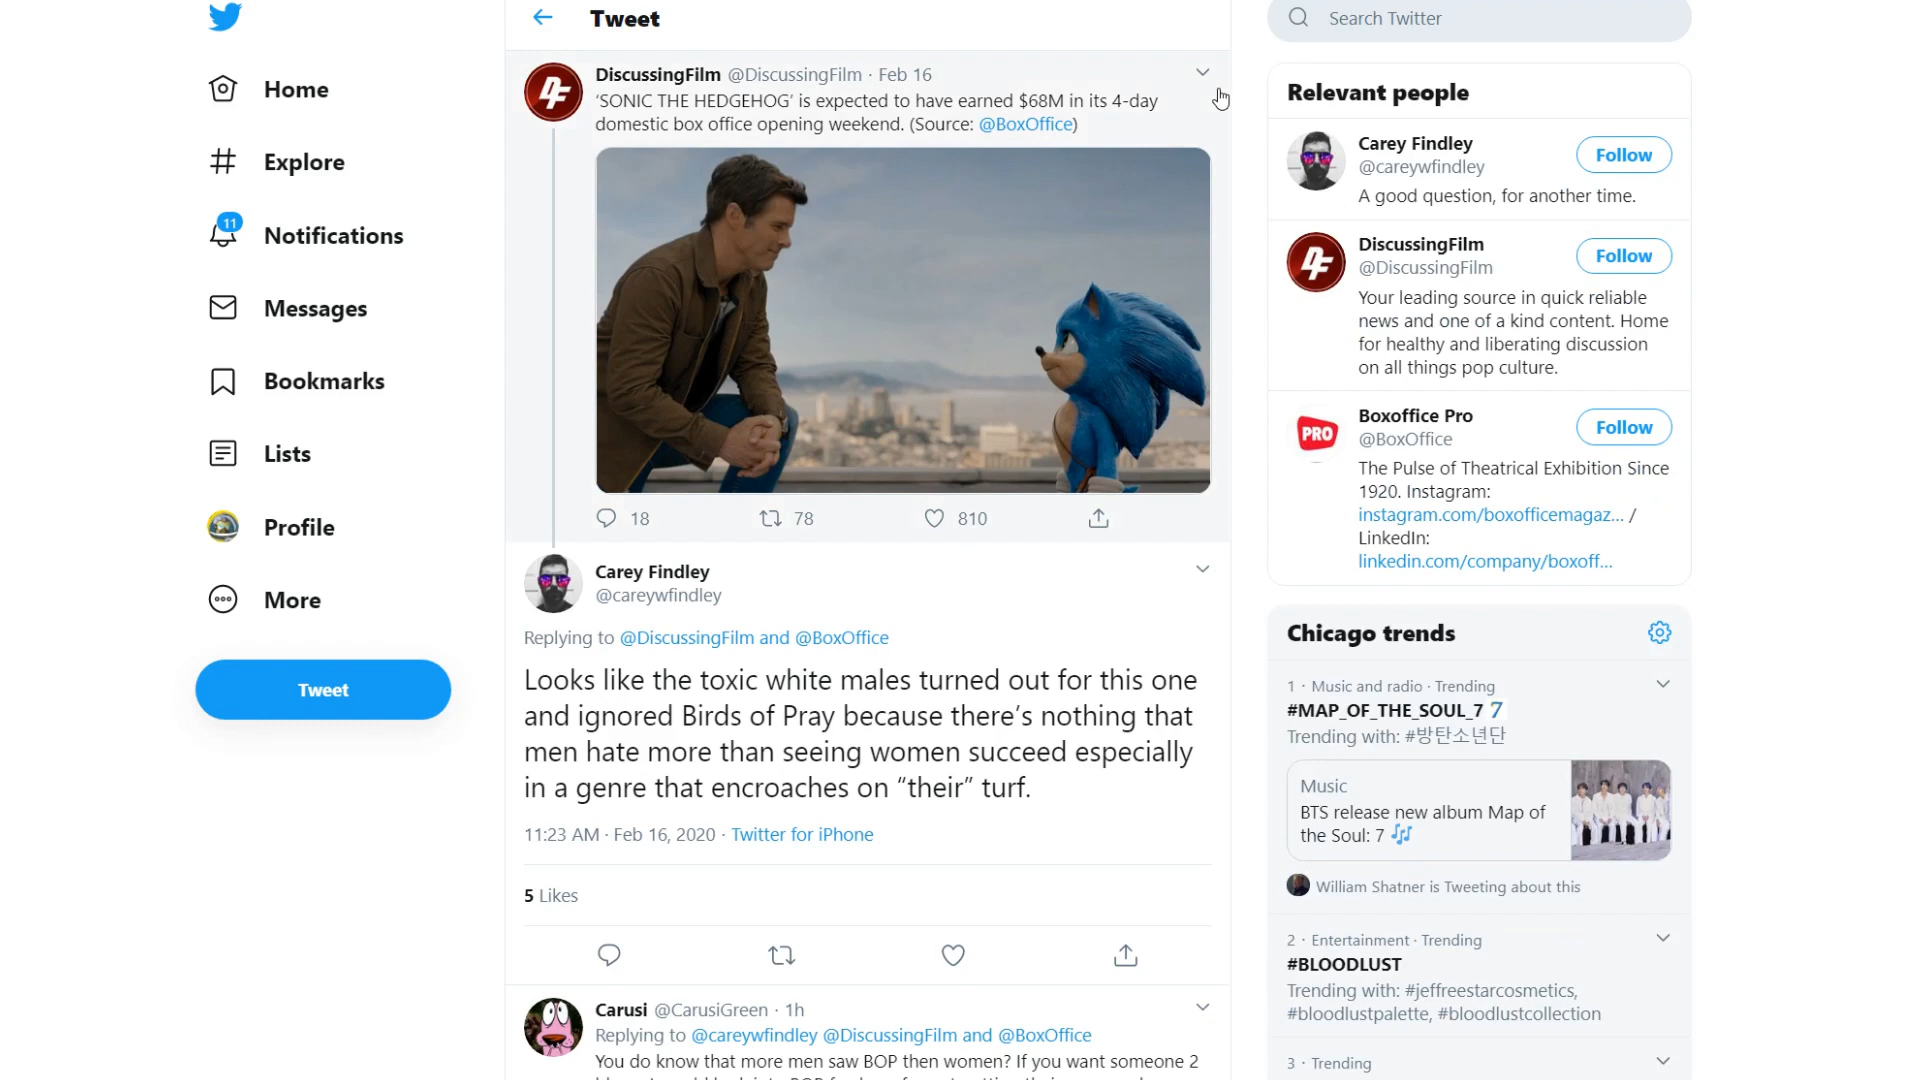 Home
Explore
11
Notifications
Messages
Bookmarks
Lists
Profile
More
Tweet
Tweet
DiscussingFilm @DiscussingFilm · Feb 16
‘SONIC THE HEDGEHOG’ is expected to have earned $68M in its 4-day
domestic box office opening weekend. (Source: @BoxOffice)
18
78
810
Carey Findley
@careywfindley
Replying to @DiscussingFilm and @BoxOffice
Looks like the toxic white males turned out for this one
and ignored Birds of Pray because there’s nothing that
men hate more than seeing women succeed especially
in a genre that encroaches on “their” turf.
11:23 AM · Feb 16, 2020 · Twitter for iPhone
5 Likes
Carusi @CarusiGreen · 1h
Replying to @careywfindley @DiscussingFilm and @BoxOffice
You do know that more men saw BOP then women? If you want someone 2
Search Twitter
Relevant people
Carey Findley
@careywfindley
Follow
A good question, for another time.
DiscussingFilm
@DiscussingFilm
Follow
Your leading source in quick reliable
news and one of a kind content. Home
for healthy and liberating discussion
on all things pop culture.
PRO
Boxoffice Pro
@BoxOffice
Follow
The Pulse of Theatrical Exhibition Since
1920. Instagram:
instagram.com/boxofficemagaz... /
LinkedIn:
linkedin.com/company/boxoff...
Chicago trends
1 · Music and radio · Trending
#MAP_OF_THE_SOUL_7 7
Trending with: #방탄소년단
Music
BTS release new album Map of
the Soul: 7
William Shatner is Tweeting about this
2 · Entertainment · Trending
#BLOODLUST
Trending with: #jeffreestarcosmetics,
#bloodlustpalette, #bloodlustcollection
3 · Trending